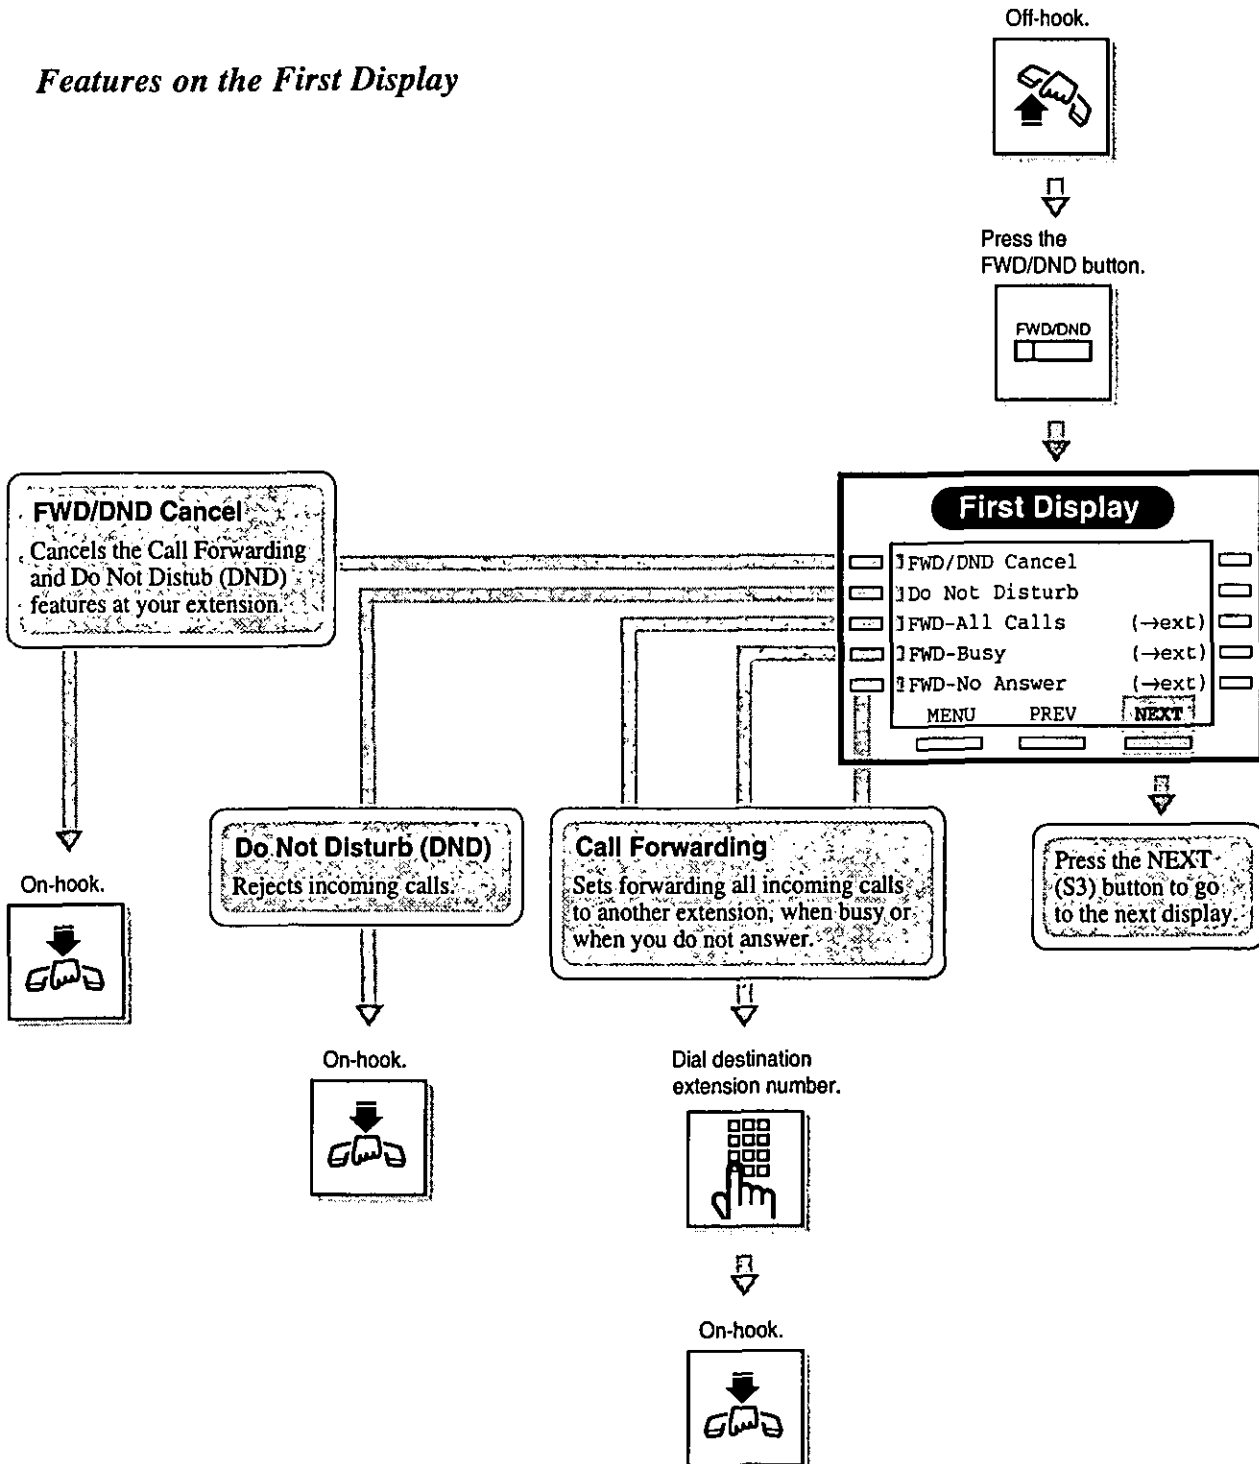 Features on the First Display
Off-hook.
Press the
FWD/DND button.
FWD/DND
First Display
FWD/DND Cancel
Do Not Disturb
FWD-All Calls (→ext)
FWD-Busy (→ext)
FWD-No Answer (→ext)
MENU PREV NEXT
FWD/DND Cancel
Cancels the Call Forwarding
and Do Not Distub (DND)
features at your extension.
On-hook.
Do Not Disturb (DND)
Rejects incoming calls.
On-hook.
Call Forwarding
Sets forwarding all incoming calls
to another extension, when busy or
when you do not answer.
Dial destination
extension number.
On-hook.
Press the NEXT
(S3) button to go
to the next display.